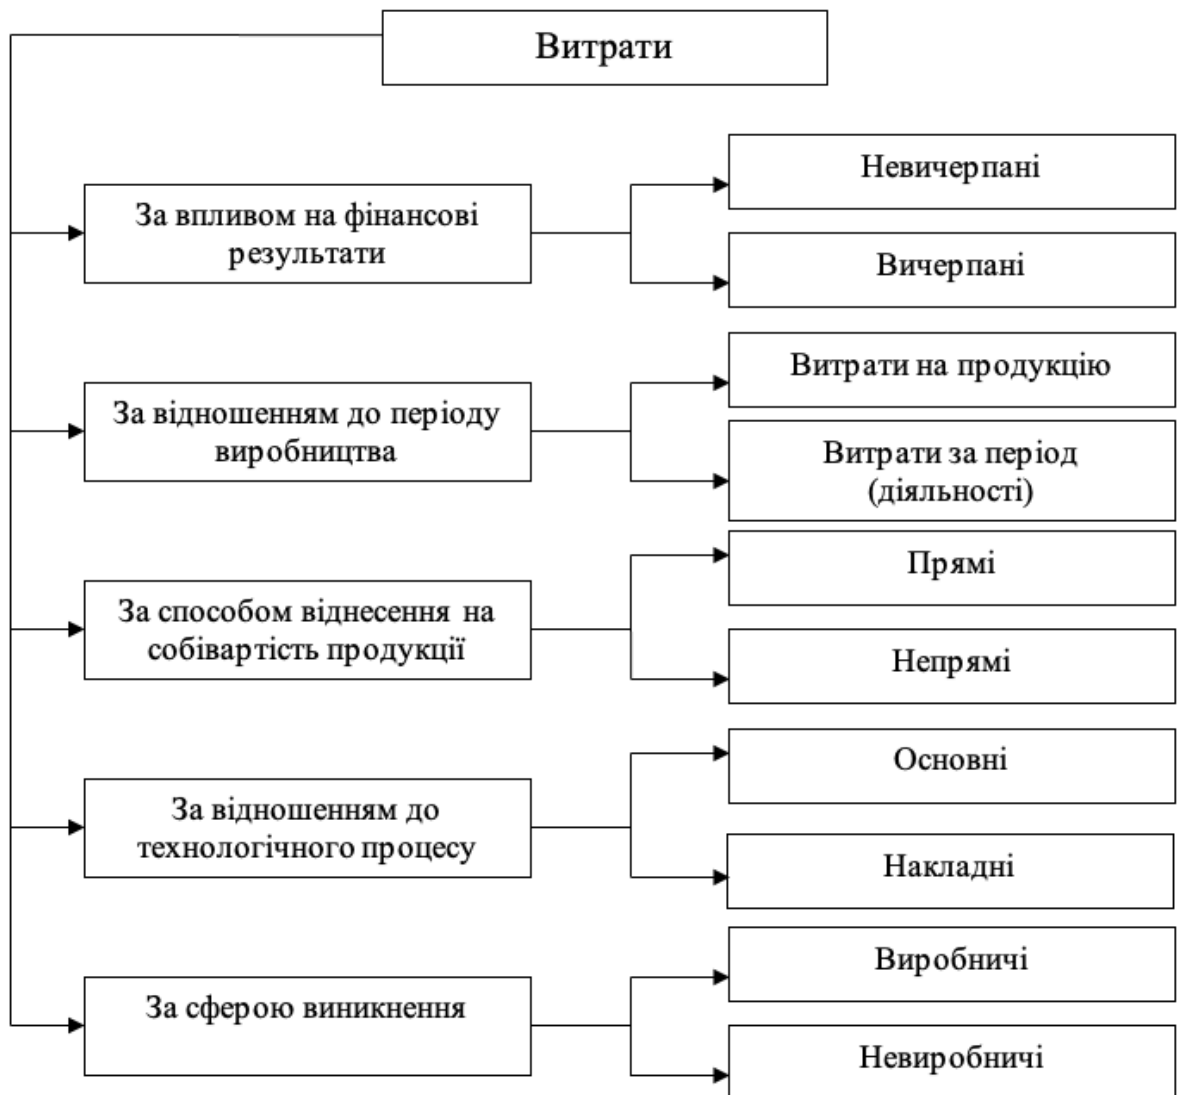 Витрати
За впливом на фінансові
результати
Невичерпані
Вичерпані
За відношенням до періоду
виробництва
Витрати на продукцію
Витрати за період
(діяльності)
За способом віднесення на
собівартість продукції
Прямі
Непрямі
За відношенням до
технологічного процесу
Основні
Накладні
За сферою виникнення
Виробничі
Невиробничі